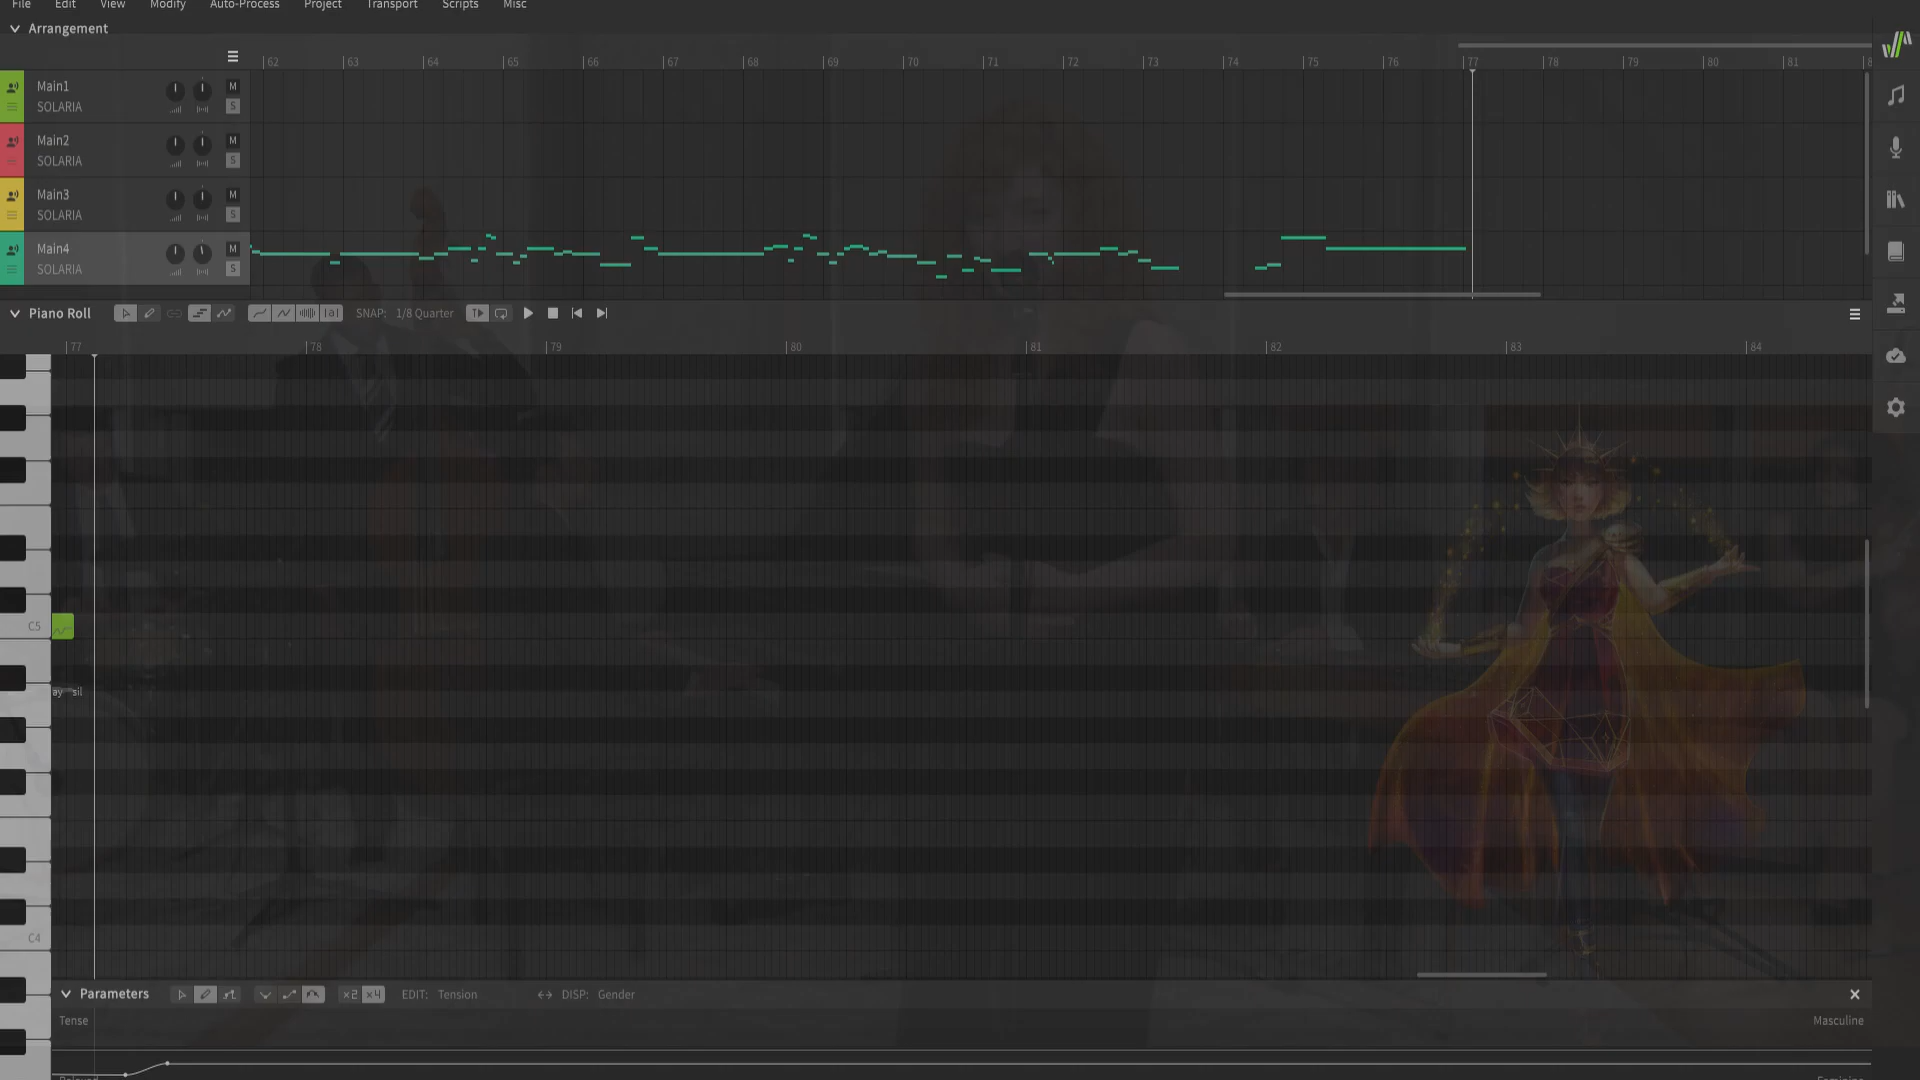 File Edit View Modify Auto-Process Project Transport Scripts Misc
Arrangement
62 63 64 65 66 67 68 69 70 71 72 73 74 75 76 77 78 79 80 81
Main1 M
SOLARIA S
Main2 M
SOLARIA S
Main3 M
SOLARIA S
Main4 M
SOLARIA S
Piano Roll SNAP: 1/8 Quarter
77 78 79 80 81 82 83 84
C5
ay sil
C4
Parameters x2 x4 EDIT: Tension DISP: Gender
Tense Masculine